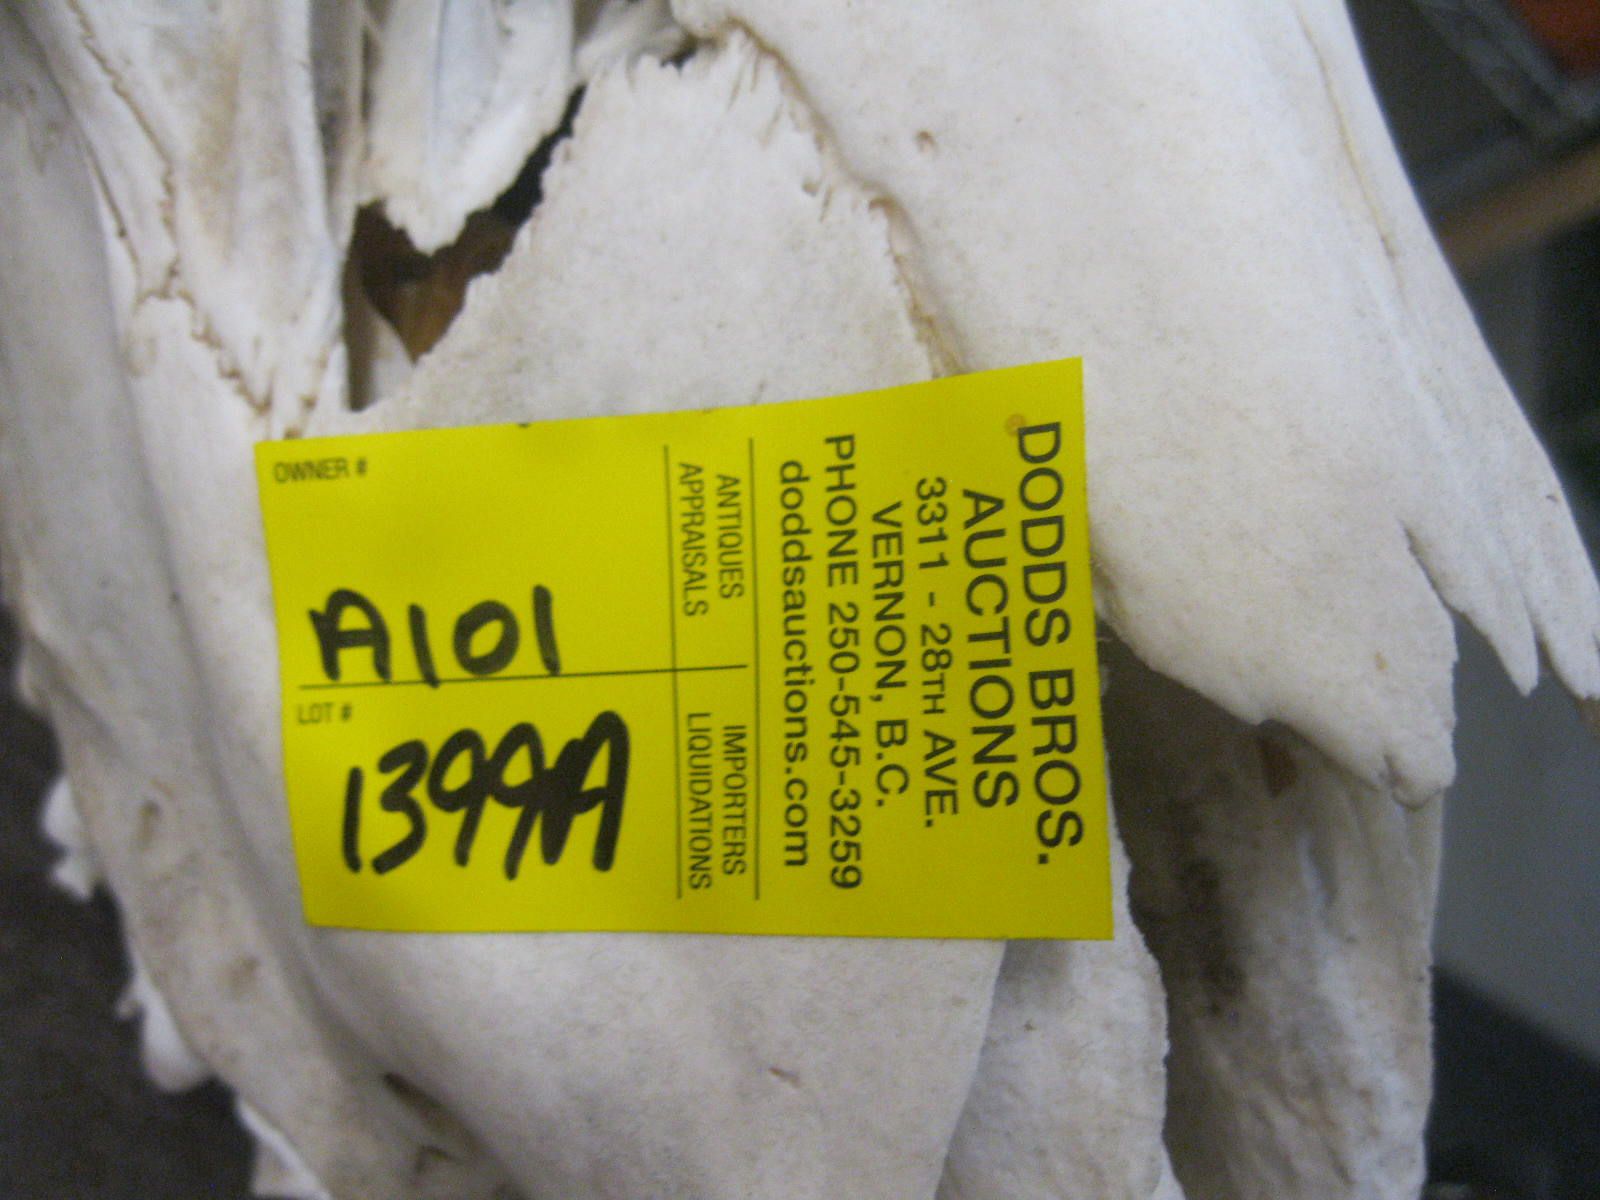 DODDS BROS.
AUCTIONS
3311 - 28TH AVE.
VERNON, B.C.
PHONE 250-545-3259
doddsauctions.com
ANTIQUES IMPORTERS
APPRAISALS LIQUIDATIONS
OWNER #
A101
LOT #
1399A